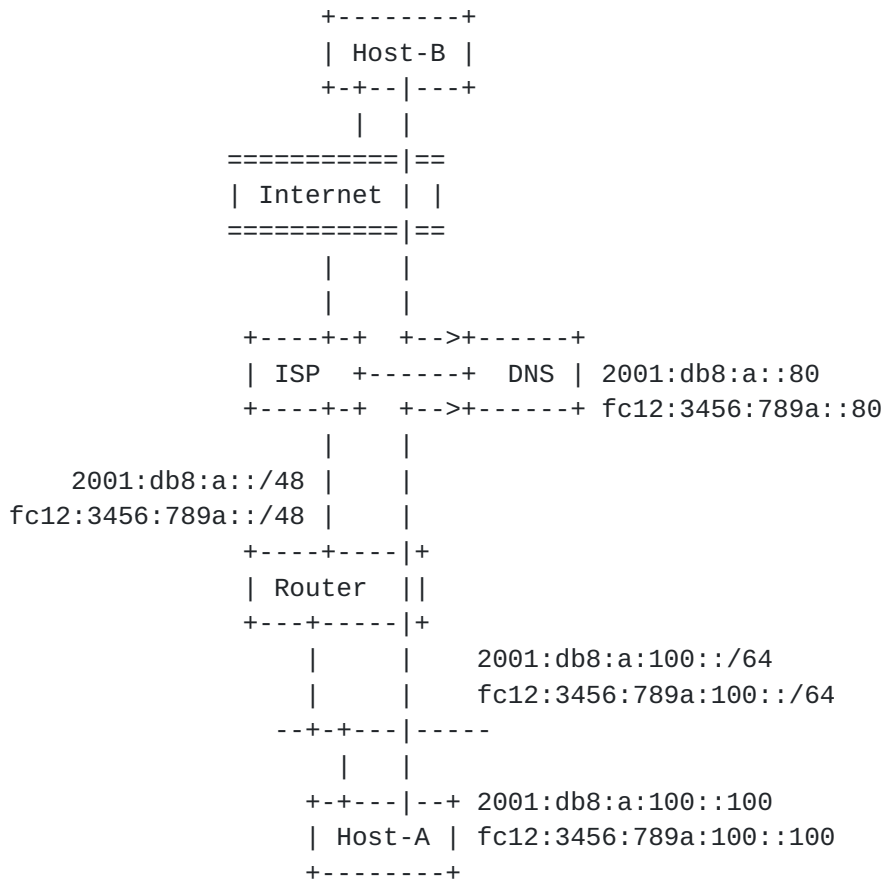 +--------+
                    | Host-B |
                    +-+--|---+
                      |  |
              ===========|==
              | Internet | |
              ===========|==
                    |    |
                    |    |
               +----+-+  +-->+------+
               | ISP  +------+  DNS | 2001:db8:a::80
               +----+-+  +-->+------+ fc12:3456:789a::80
                    |    |
    2001:db8:a::/48 |    |
fc12:3456:789a::/48 |    |
               +----+----|+
               | Router  ||
               +---+-----|+
                   |     |    2001:db8:a:100::/64
                   |     |    fc12:3456:789a:100::/64
                 --+-+---|-----
                     |   |
                   +-+---|--+ 2001:db8:a:100::100
                   | Host-A | fc12:3456:789a:100::100
                   +--------+